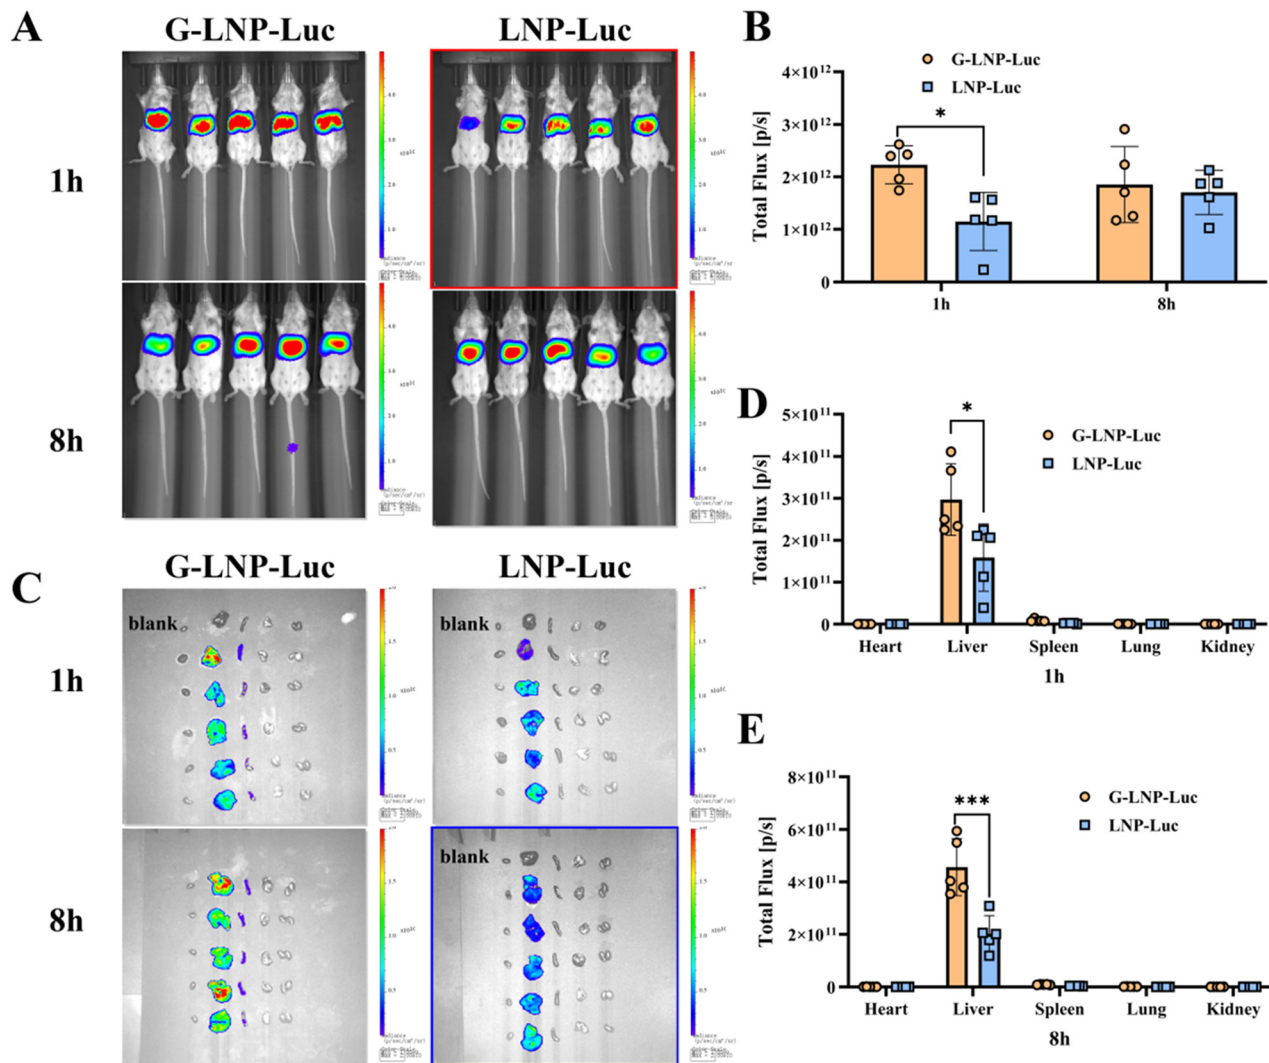 A
G-LNP-Luc
LNP-Luc
1h
8h
B
G-LNP-Luc
LNP-Luc
Total Flux [p/s]
4×10¹²
3×10¹²
2×10¹²
1×10¹²
0
*
1h
8h
C
G-LNP-Luc
LNP-Luc
blank
blank
1h
8h
blank
D
G-LNP-Luc
LNP-Luc
Total Flux [p/s]
5×10¹¹
4×10¹¹
3×10¹¹
2×10¹¹
1×10¹¹
0
*
Heart Liver Spleen Lung Kidney
1h
E
G-LNP-Luc
LNP-Luc
Total Flux [p/s]
8×10¹¹
6×10¹¹
4×10¹¹
2×10¹¹
0
***
Heart Liver Spleen Lung Kidney
8h